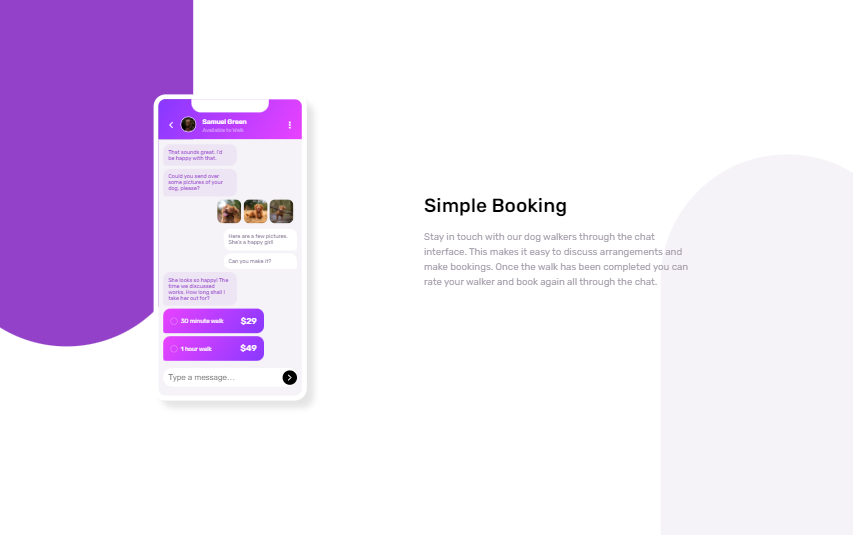 Samuel Green
Available to Walk
That sounds great. I'd
be happy with that.
Could you send over
some pictures of your
dog, please?
Here are a few pictures.
She's a happy girl!
Can you make it?
She looks so happy! The
time we discussed
works. How long shall I
take her out for?
30 minute walk $29
1 hour walk $49
Type a message…
Simple Booking
Stay in touch with our dog walkers through the chat
interface. This makes it easy to discuss arrangements and
make bookings. Once the walk has been completed you can
rate your walker and book again all through the chat.